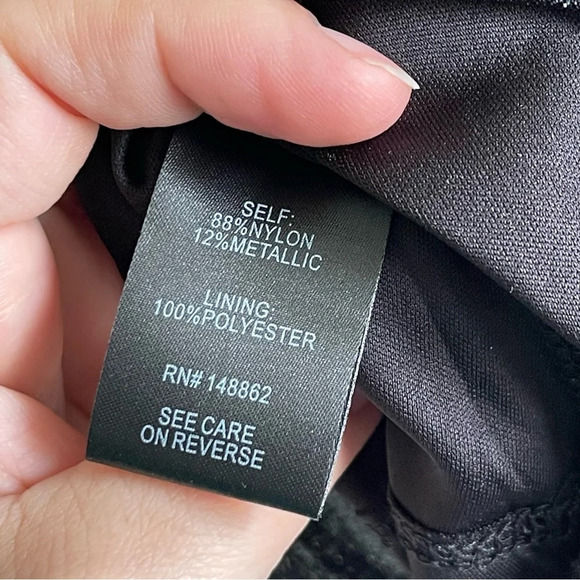 SELF:
88%NYLON
12%METALLIC
LINING:
100%POLYESTER
RN# 148862
SEE CARE
ON REVERSE